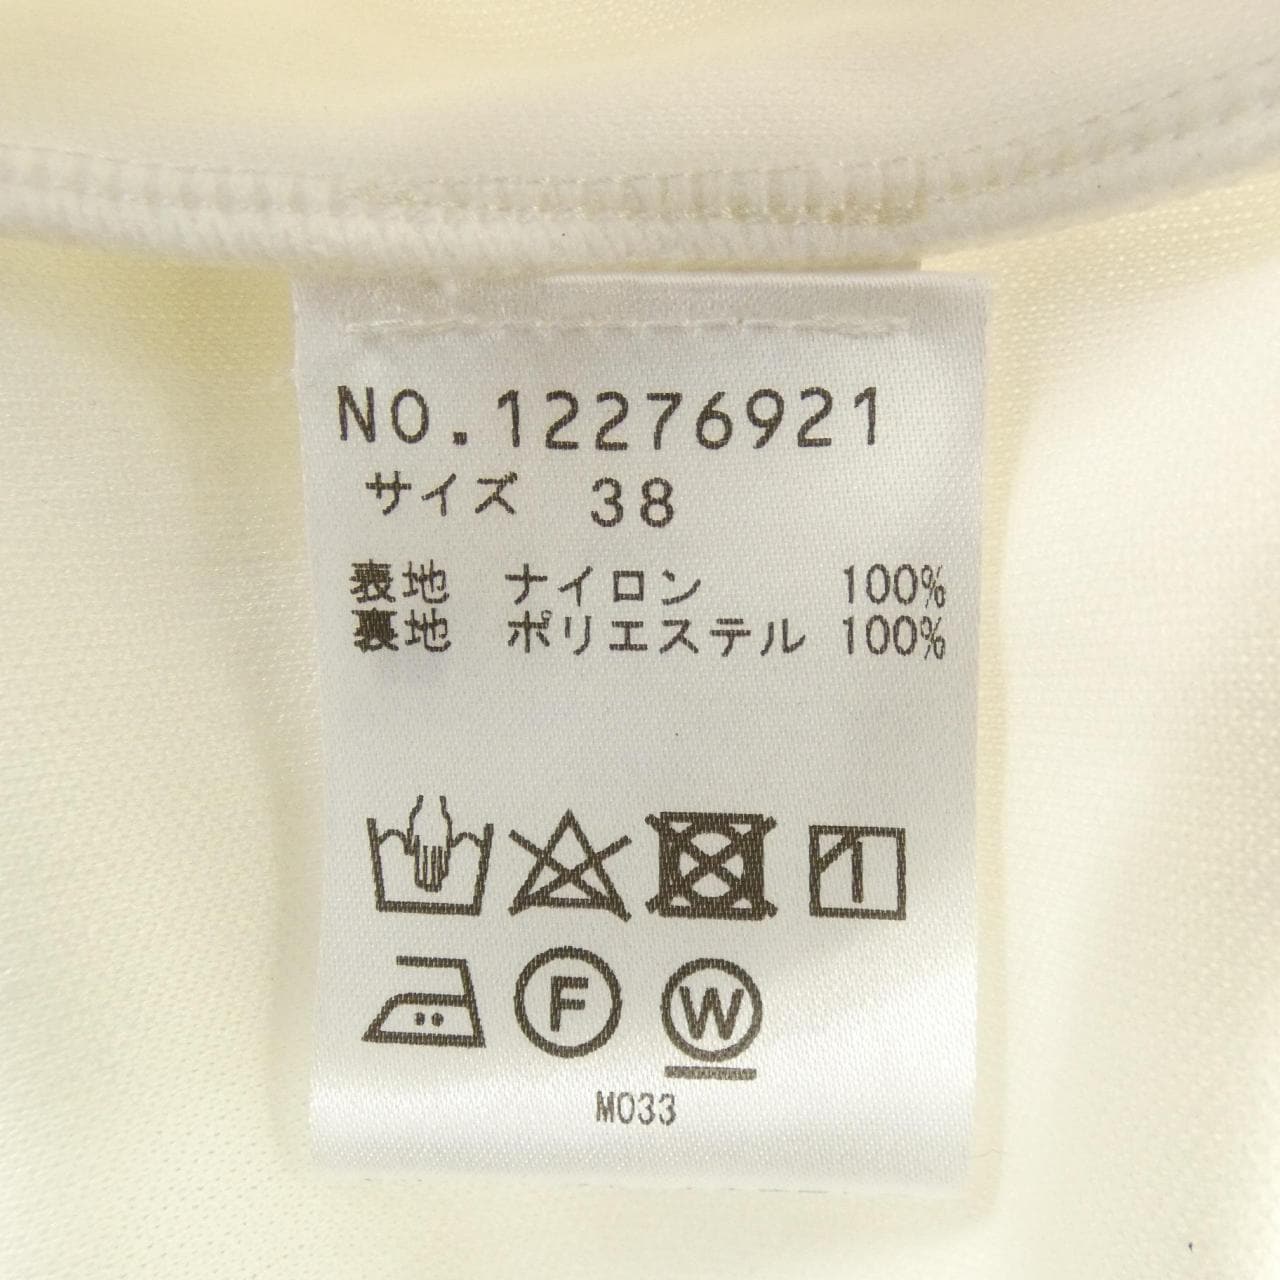 NO.12276921
サイズ 38
表地 ナイロン 100%
裏地 ポリエステル 100%
F W
M033